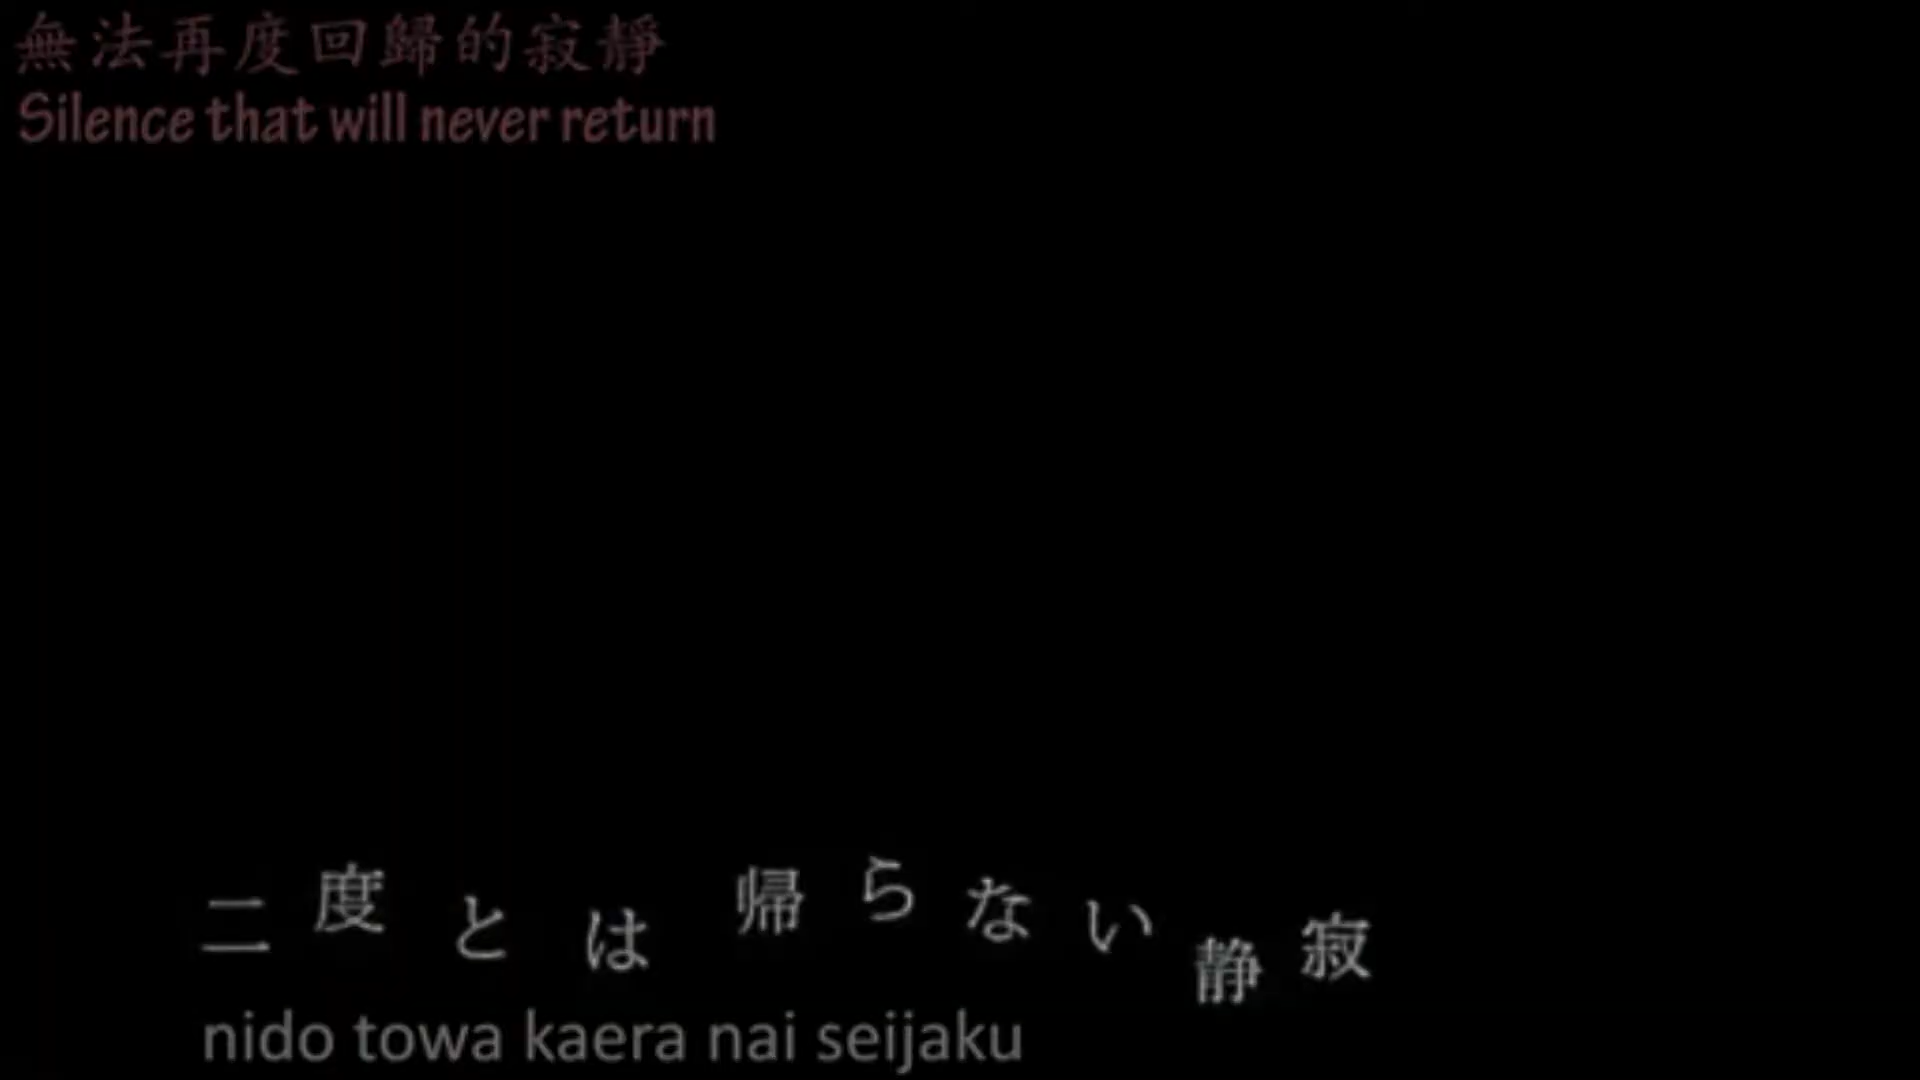 無法再度回歸的寂靜
Silence that will never return
二度とは帰らない静寂
nido towa kaera nai seijaku